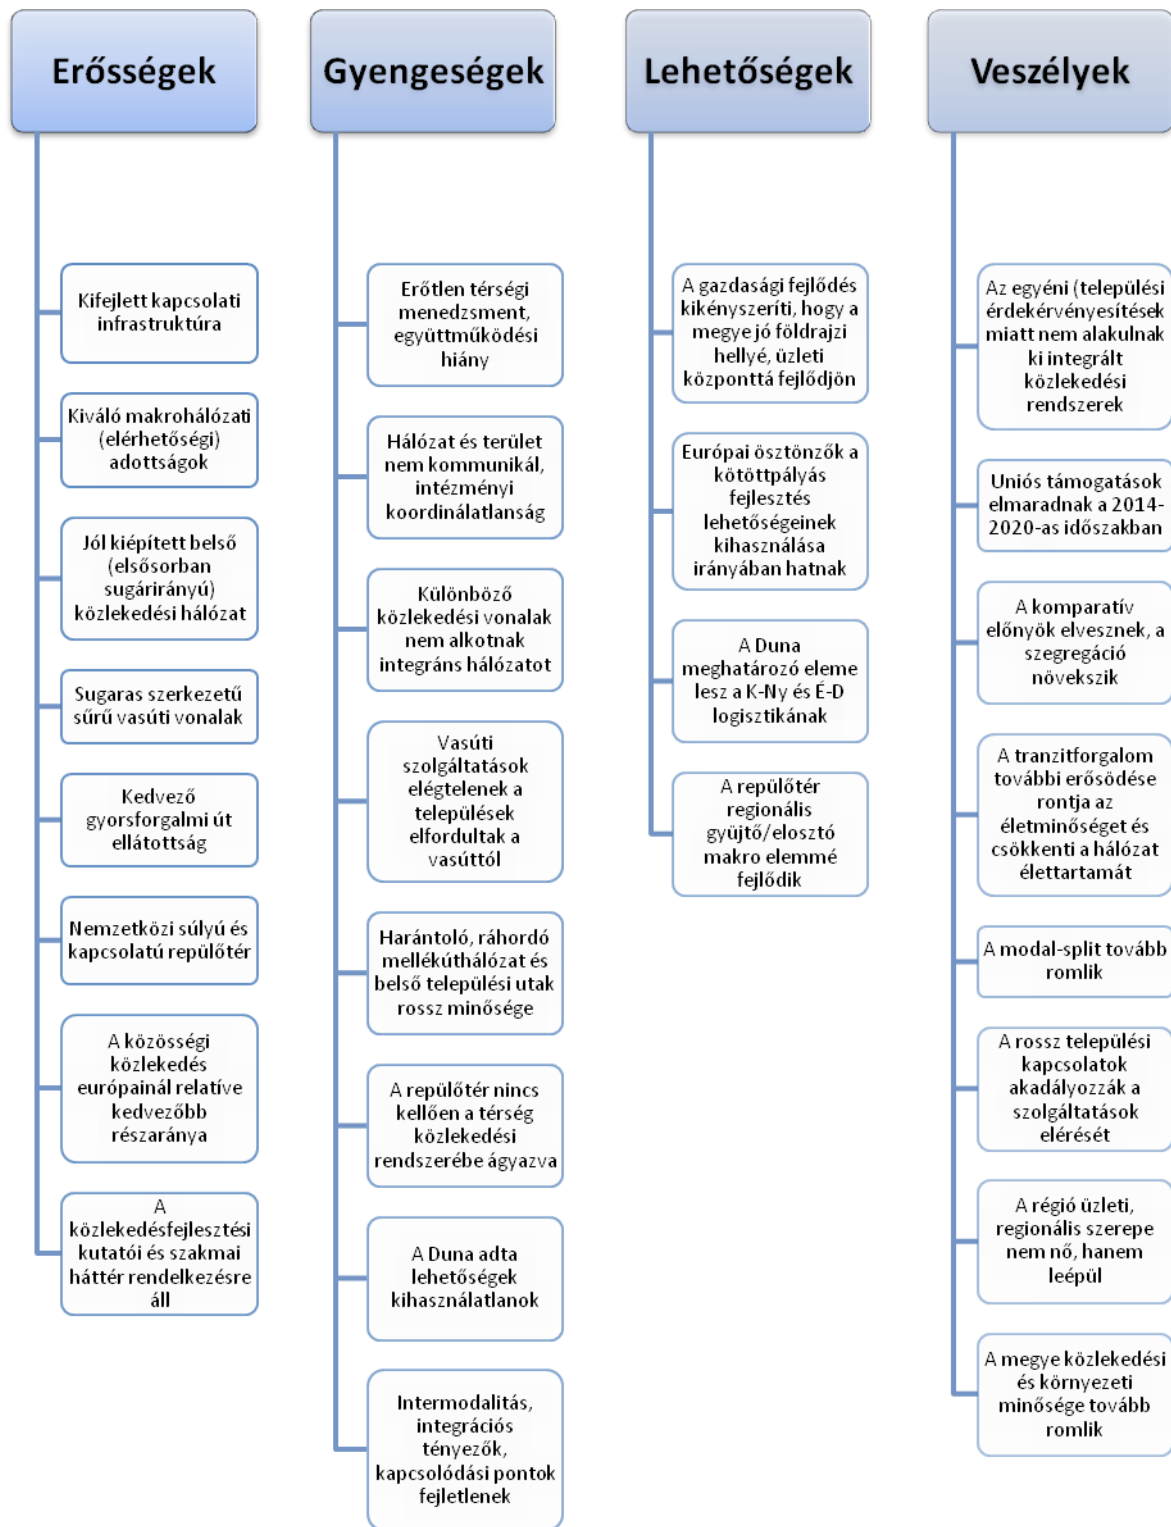 Erősségek
Kifejlett kapcsolati
infrastruktúra
Kiváló makrohálózati
(elérhetőségi)
adottságok
Jól kiépített belső
(elsősorban
sugárirányú)
közlekedési hálózat
Sugaras szerkezetű
sűrű vasúti vonalak
Kedvező
gyorsforgalmi út
ellátottság
Nemzetközi súlyú és
kapcsolatú repülőtér
A közösségi
közlekedés
európainál relatíve
kedvezőbb
részaránya
A
közlekedésfejlesztési
kutatói és szakmai
háttér rendelkezésre
áll
Gyengeségek
Erőtlen térségi
menedzsment,
együttműködési
hiány
Hálózat és terület
nem kommunikál,
intézményi
koordinálatlanság
Különböző
közlekedési vonalak
nem alkotnak
integráns hálózatot
Vasúti
szolgáltatások
elégtelenek a
települések
elfordultak a
vasúttól
Harántoló, ráhordó
mellékúthálózat és
belső települési utak
rossz minősége
A repülőtér nincs
kellően a térség
közlekedési
rendszerébe ágyazva
A Duna adta
lehetőségek
kihasználatlanok
Intermodalitás,
integrációs
tényezők,
kapcsolódási pontok
fejletlenek
Lehetőségek
A gazdasági fejlődés
kikényszeríti, hogy a
megye jó földrajzi
hellyé, üzleti
központtá fejlődjön
Európai ösztönzők a
kötöttpályás
fejlesztés
lehetőségeinek
kihasználása
irányában hatnak
A Duna
meghatározó eleme
lesz a K-Ny és É-D
logisztikának
A repülőtér
regionális
gyüjtő/elosztó
makro elemmé
fejlődik
Veszélyek
Az egyéni (települési
érdekérvényesítések
miatt nem alakulnak
ki integrált
közlekedési
rendszerek
Uniós támogatások
elmaradnak a 2014-
2020-as időszakban
A komparatív
előnyök elvesznek, a
szegregáció
növekszik
A tranzitforgalom
további erősödése
rontja az
életminőséget és
csökkenti a hálózat
élettartamát
A modal-split tovább
romlik
A rossz települési
kapcsolatok
akadályozzák a
szolgáltatások
elérését
A régió üzleti,
regionális szerepe
nem nő, hanem
leépül
A megye közlekedési
és környezeti
minősége tovább
romlik